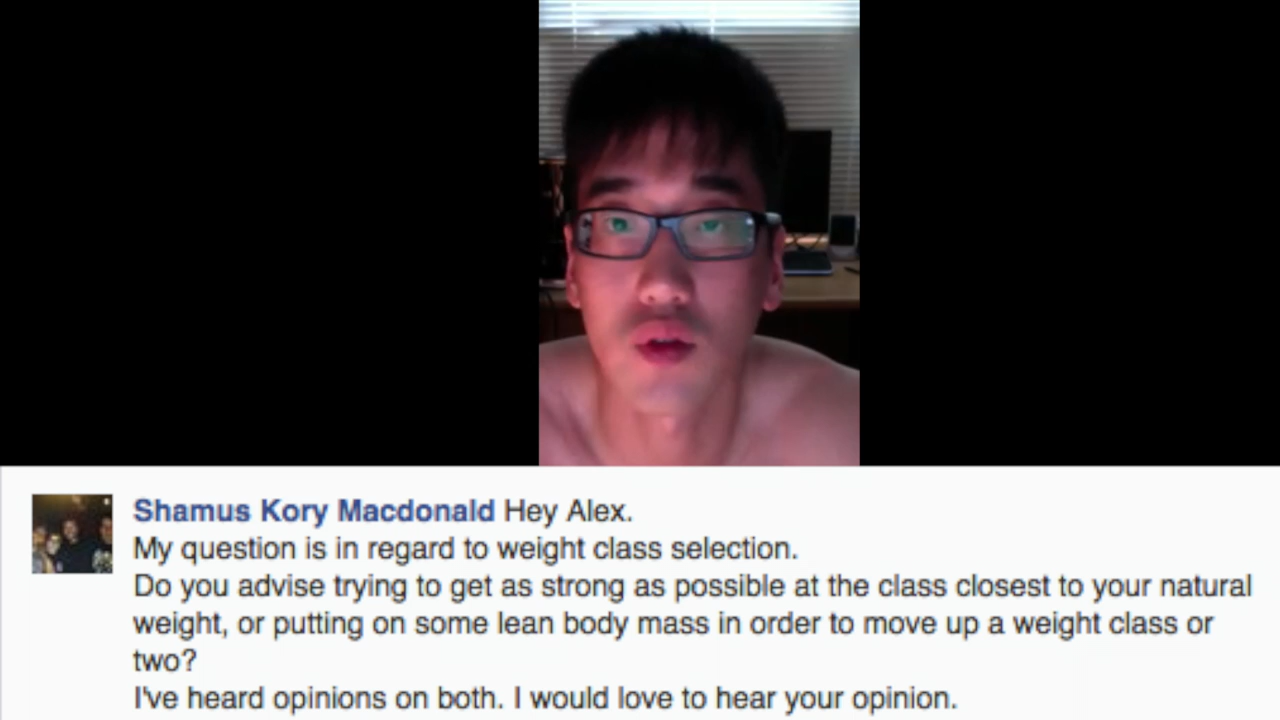 Shamus Kory Macdonald Hey Alex.
My question is in regard to weight class selection.
Do you advise trying to get as strong as possible at the class closest to your natural
weight, or putting on some lean body mass in order to move up a weight class or
two?
I've heard opinions on both. I would love to hear your opinion.